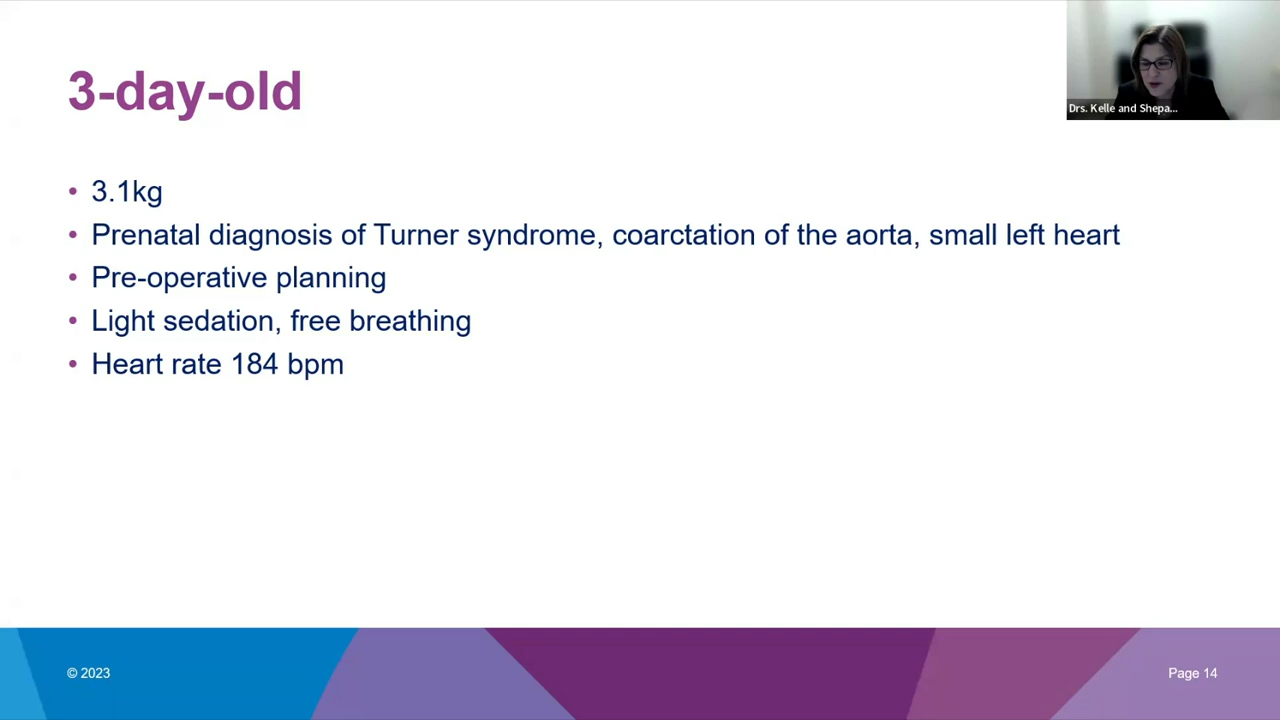 3-day-old
Drs. Kelle and Shepa...
• 3.1kg
• Prenatal diagnosis of Turner syndrome, coarctation of the aorta, small left heart
• Pre-operative planning
• Light sedation, free breathing
• Heart rate 184 bpm
© 2023
Page 14